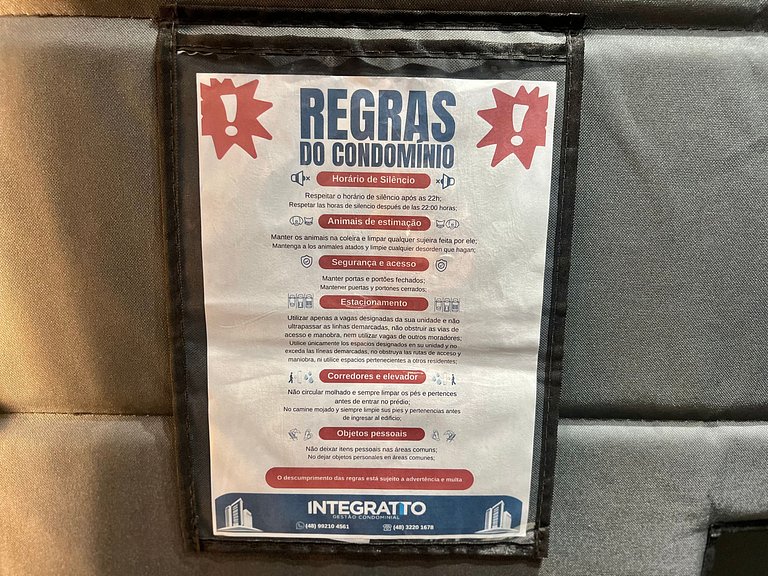 REGRAS
DO CONDOMÍNIO
Horário de Silêncio
Respeitar o horário de silêncio após as 22h;
Respetar las horas de silencio después de las 22:00 horas;
Animais de estimação
Manter os animais na coleira e limpar qualquer sujeira feita por ele;
Mantenga a los animales atados y limpie cualquier desorden que hagan;
Segurança e acesso
Manter portas e portões fechados;
Mantener puertas y portones cerrados;
Estacionamento
Utilizar apenas a vagas designadas da sua unidade e não
ultrapassar as linhas demarcadas, não obstruir as vias de
acesso e manobra, nem utilizar vagas de outros moradores;
Utilice únicamente los espacios designados en su unidad y no
exceda las líneas demarcadas, no obstruya las rutas de acceso y
maniobra, ni utilice espacios pertenecientes a otros residentes;
Corredores e elevador
Não circular molhado e sempre limpar os pés e pertences
antes de entrar no prédio;
No camine mojado y siempre limpie sus pies y pertenencias antes
de ingresar al edificio;
Objetos pessoais
Não deixar itens pessoais nas áreas comuns;
No dejar objetos personales en áreas comunes;
O descumprimento das regras está sujeito a advertência e multa
INTEGRATTO
GESTÃO CONDOMINIAL
(48) 99210 4561 (48) 3220 1678